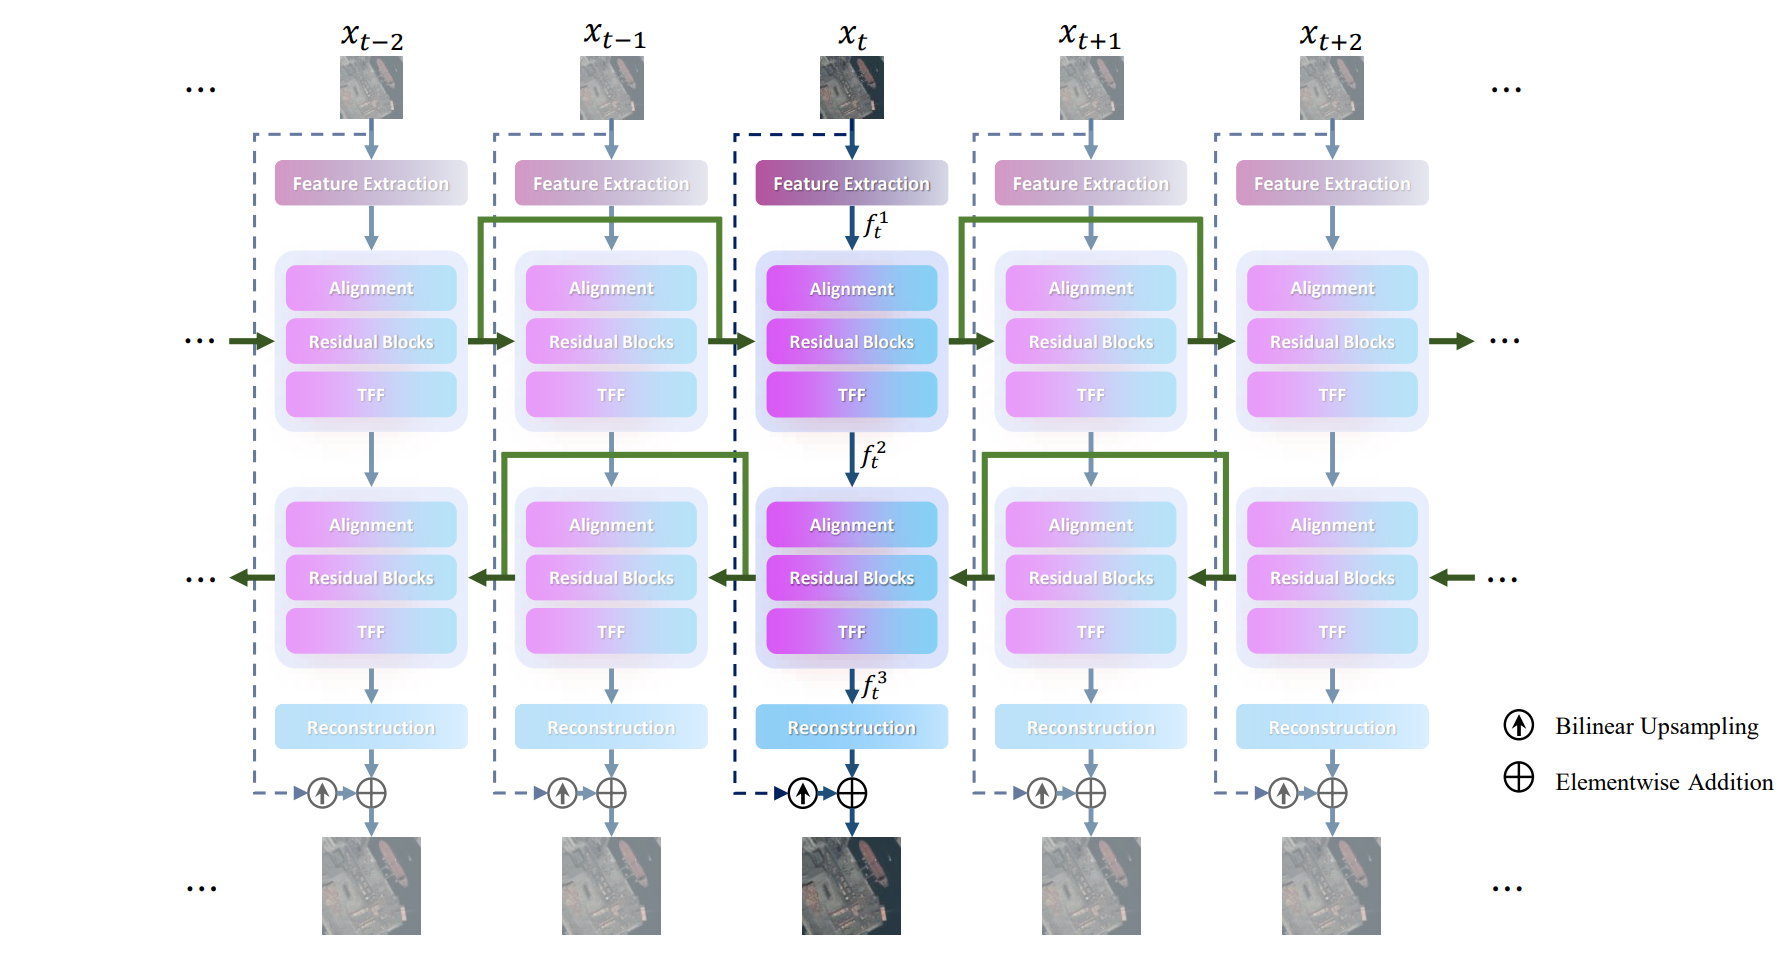 x_{t-2} x_{t-1} x_t x_{t+1} x_{t+2}
... ...
Feature Extraction Feature Extraction Feature Extraction Feature Extraction Feature Extraction
f_t^1
Alignment Alignment Alignment Alignment Alignment
... Residual Blocks Residual Blocks Residual Blocks Residual Blocks Residual Blocks ...
TFF TFF TFF TFF TFF
f_t^2
Alignment Alignment Alignment Alignment Alignment
... Residual Blocks Residual Blocks Residual Blocks Residual Blocks Residual Blocks ...
TFF TFF TFF TFF TFF
f_t^3
Reconstruction Reconstruction Reconstruction Reconstruction Reconstruction
Bilinear Upsampling
Elementwise Addition
... ...